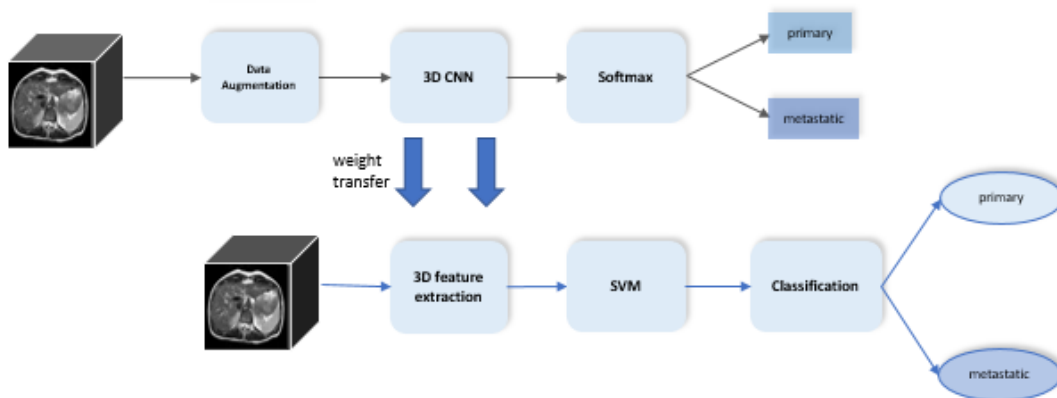 primary
Data
Augmentation
3D CNN
Softmax
metastatic
weight
transfer
primary
3D feature
extraction
SVM
Classification
metastatic